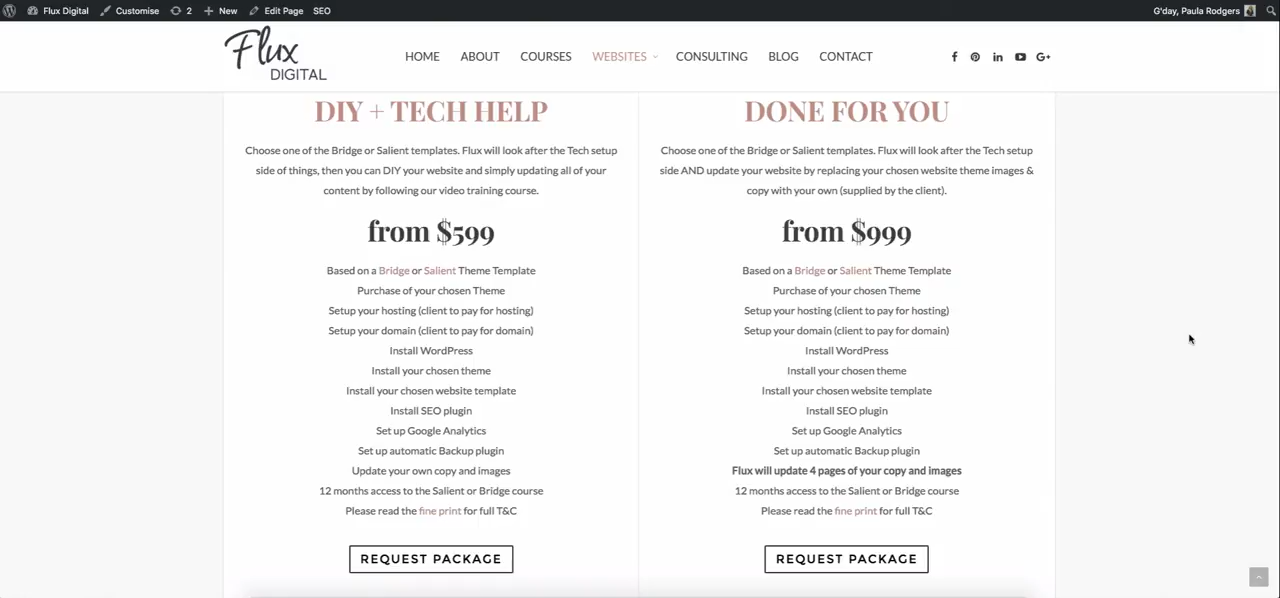 Flux Digital Customise 2 New Edit Page SEO G'day, Paula Rodgers
Flux
DIGITAL
HOME ABOUT COURSES WEBSITES CONSULTING BLOG CONTACT
DIY + TECH HELP
Choose one of the Bridge or Salient templates. Flux will look after the Tech setup
side of things, then you can DIY your website and simply updating all of your
content by following our video training course.
from $599
Based on a Bridge or Salient Theme Template
Purchase of your chosen Theme
Setup your hosting (client to pay for hosting)
Setup your domain (client to pay for domain)
Install WordPress
Install your chosen theme
Install your chosen website template
Install SEO plugin
Set up Google Analytics
Set up automatic Backup plugin
Update your own copy and images
12 months access to the Salient or Bridge course
Please read the fine print for full T&C
REQUEST PACKAGE
DONE FOR YOU
Choose one of the Bridge or Salient templates. Flux will look after the Tech setup
side AND update your website by replacing your chosen website theme images &
copy with your own (supplied by the client).
from $999
Based on a Bridge or Salient Theme Template
Purchase of your chosen Theme
Setup your hosting (client to pay for hosting)
Setup your domain (client to pay for domain)
Install WordPress
Install your chosen theme
Install your chosen website template
Install SEO plugin
Set up Google Analytics
Set up automatic Backup plugin
Flux will update 4 pages of your copy and images
12 months access to the Salient or Bridge course
Please read the fine print for full T&C
REQUEST PACKAGE